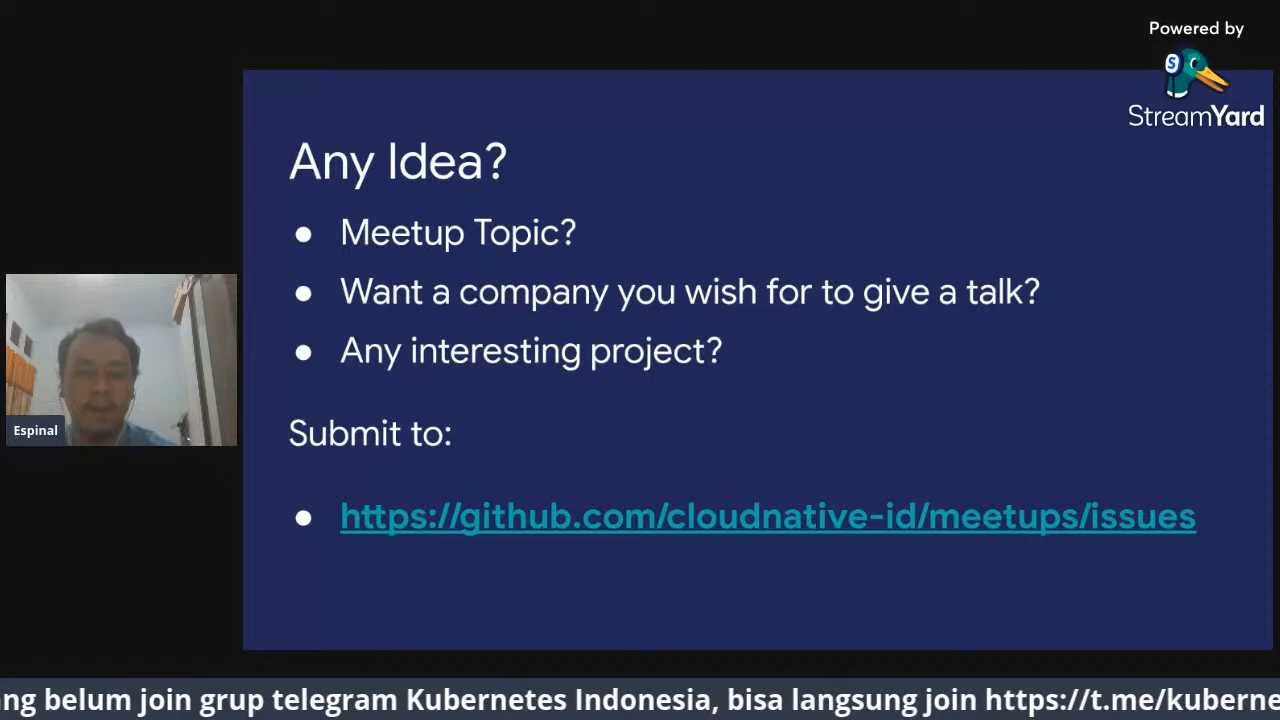 Powered by
StreamYard
Any Idea?
● Meetup Topic?
● Want a company you wish for to give a talk?
● Any interesting project?
Submit to:
● https://github.com/cloudnative-id/meetups/issues
Espinal
ang belum join grup telegram Kubernetes Indonesia, bisa langsung join https://t.me/kuberne